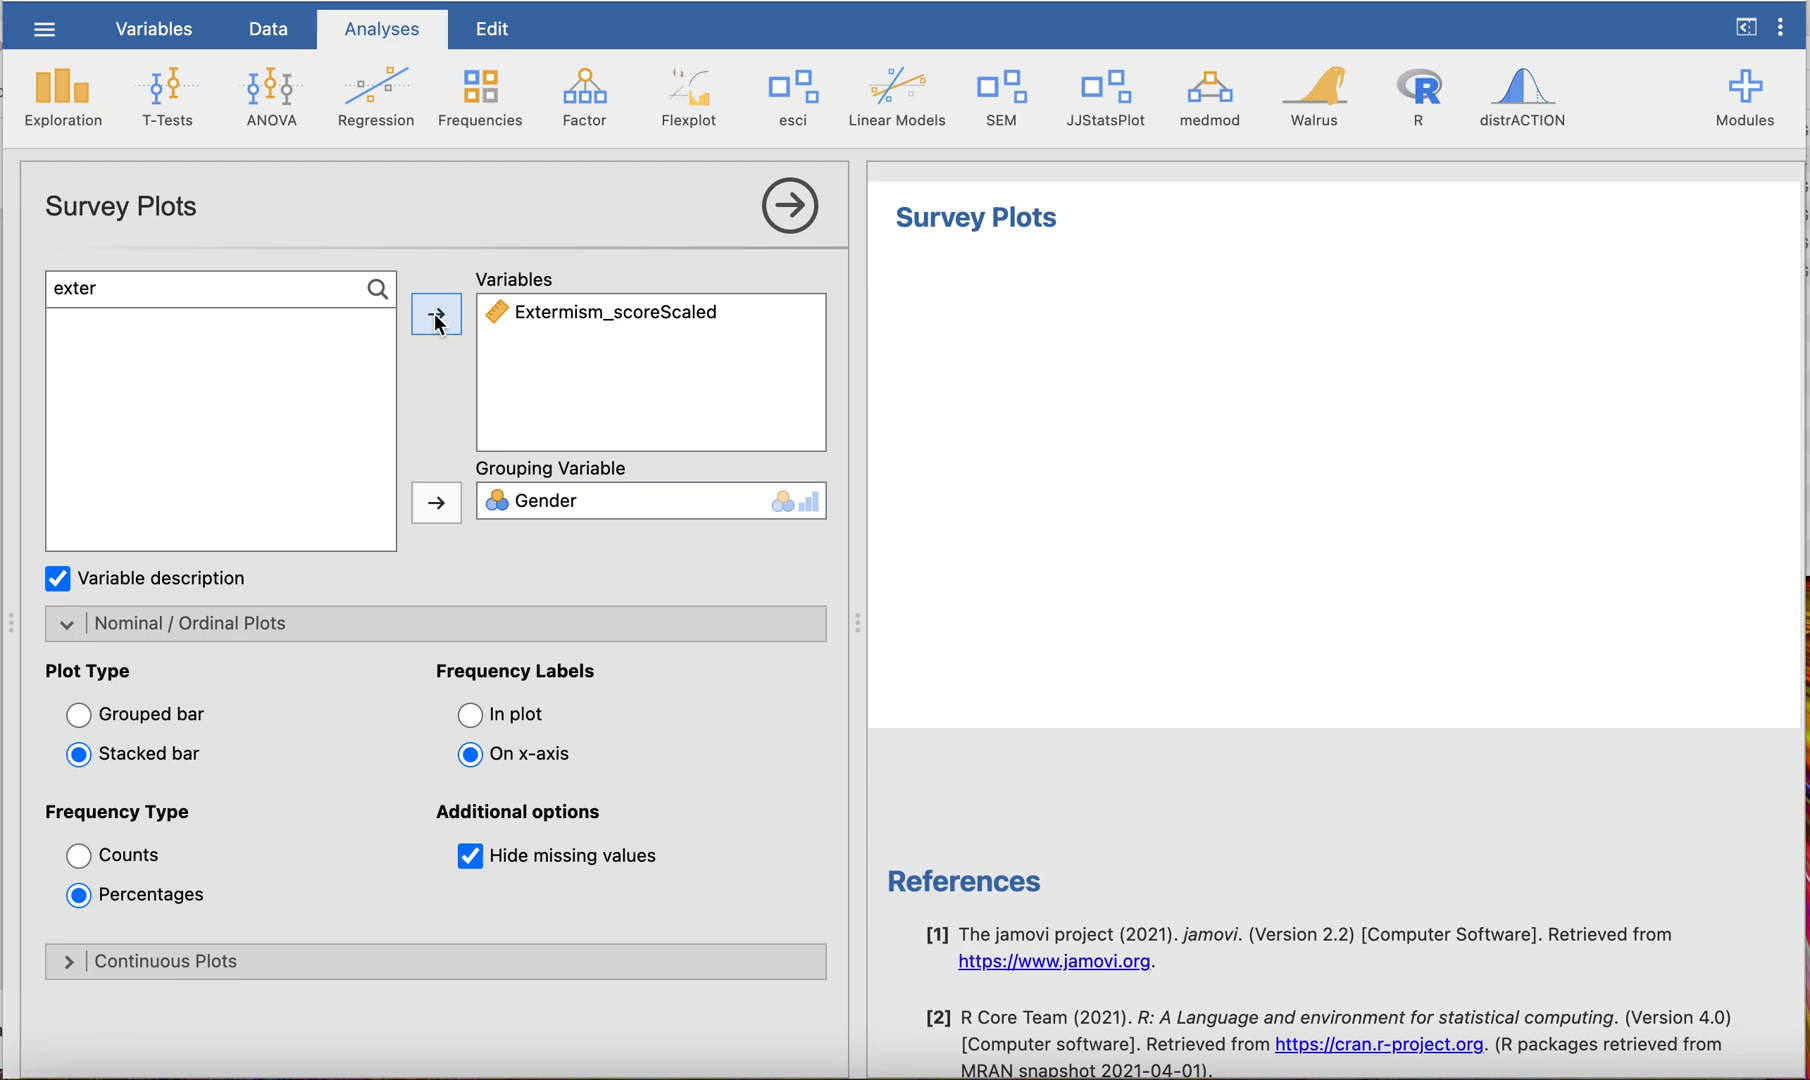 Variables Data Analyses Edit
Exploration T-Tests ANOVA Regression Frequencies Factor Flexplot esci Linear Models SEM JJStatsPlot medmod Walrus R distrACTION Modules
Survey Plots
exter
Variables
Extermism_scoreScaled
Grouping Variable
Gender
Variable description
Nominal / Ordinal Plots
Plot Type
Grouped bar
Stacked bar
Frequency Labels
In plot
On x-axis
Frequency Type
Counts
Percentages
Additional options
Hide missing values
Continuous Plots
Survey Plots
References
[1] The jamovi project (2021). jamovi. (Version 2.2) [Computer Software]. Retrieved from
https://www.jamovi.org.
[2] R Core Team (2021). R: A Language and environment for statistical computing. (Version 4.0)
[Computer software]. Retrieved from https://cran.r-project.org. (R packages retrieved from
MRAN snapshot 2021-04-01).